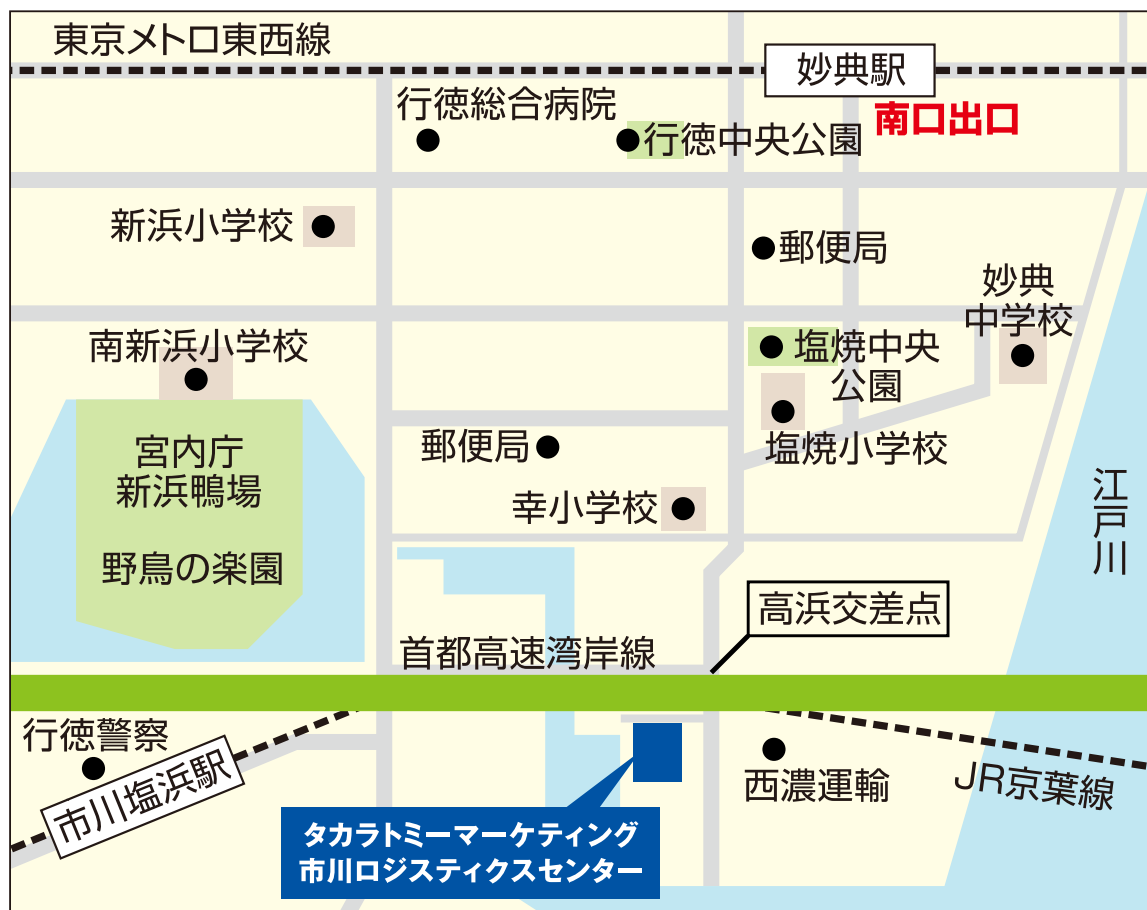 東京メトロ東西線
妙典駅
南口出口
行徳総合病院
行徳中央公園
新浜小学校
郵便局
妙典
中学校
南新浜小学校
塩焼中央
公園
宮内庁
新浜鴨場
郵便局
塩焼小学校
江戸川
幸小学校
野鳥の楽園
高浜交差点
首都高速湾岸線
行徳警察
市川塩浜駅
西濃運輸
JR京葉線
タカラトミーマーケティング
市川ロジスティクスセンター